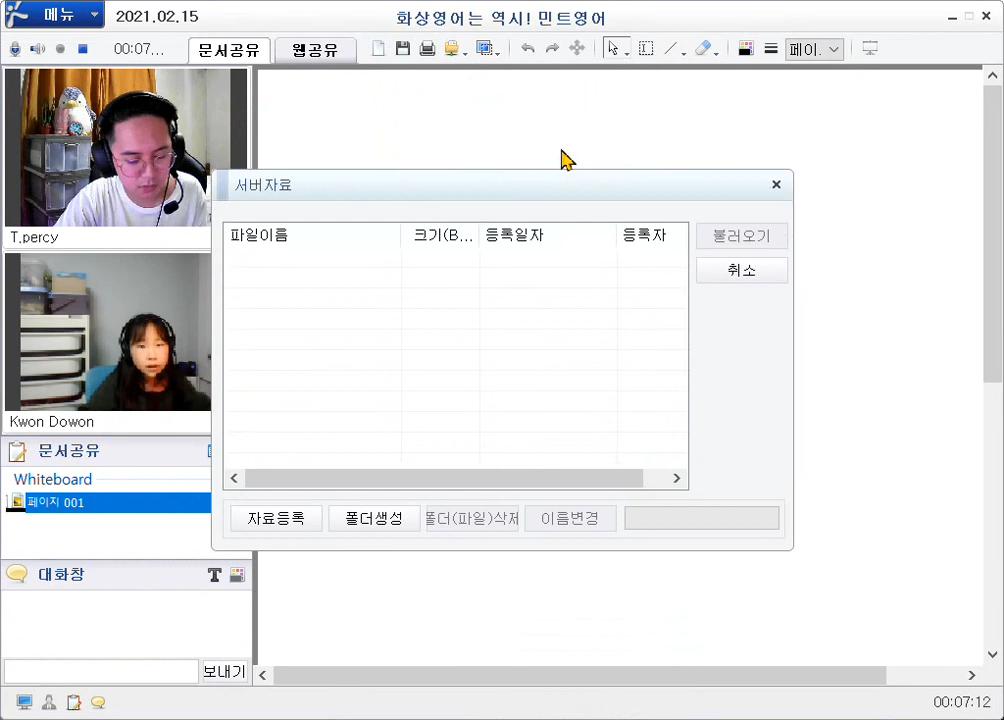 메뉴
2021.02.15
화상영어는 역시! 민트영어
00:07...
문서공유
웹공유
페이.
T.percy
Kwon Dowon
서버자료
파일이름
크기(B...
등록일자
등록자
불러오기
취소
자료등록
폴더생성
폴더(파일)삭제
이름변경
문서공유
Whiteboard
페이지 001
대화창
T
보내기
00:07:12